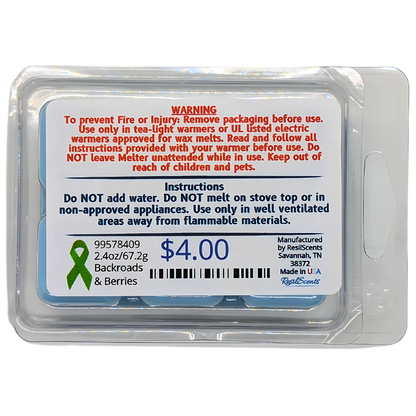 WARNING
To prevent Fire or Injury: Remove packaging before use.
Use only in tea-light warmers or UL listed electric
warmers approved for wax melts. Read and follow all
instructions provided with your warmer before use. Do
NOT leave Melter unattended while in use. Keep out of
reach of children and pets.
Instructions
Do NOT add water. Do NOT melt on stove top or in
non-approved appliances. Use only in well ventilated
areas away from flammable materials.
99578409
2.4oz/67.2g
Backroads
& Berries
$4.00
Manufactured
by ResilScents
Savannah, TN
38372
Made in USA
ResilScents